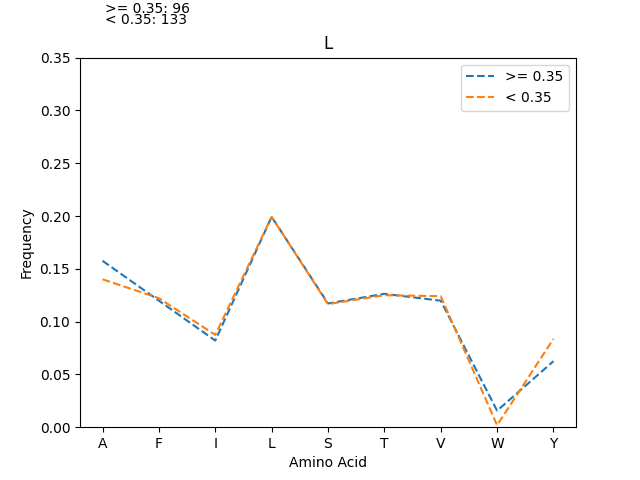 >= 0.35: 96
< 0.35: 133
L
0.35
0.30
0.25
0.20
0.15
0.10
0.05
0.00
Frequency
>= 0.35
< 0.35
A F I L S T V W Y
Amino Acid